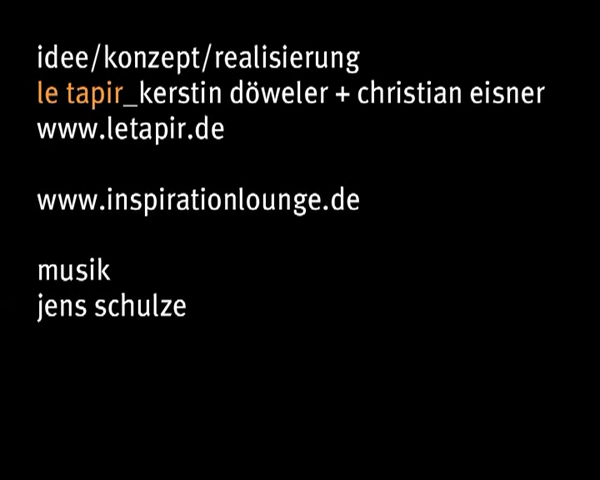 idee/konzept/realisierung
le tapir_kerstin döweler + christian eisner
www.letapir.de
www.inspirationlounge.de
musik
jens schulze